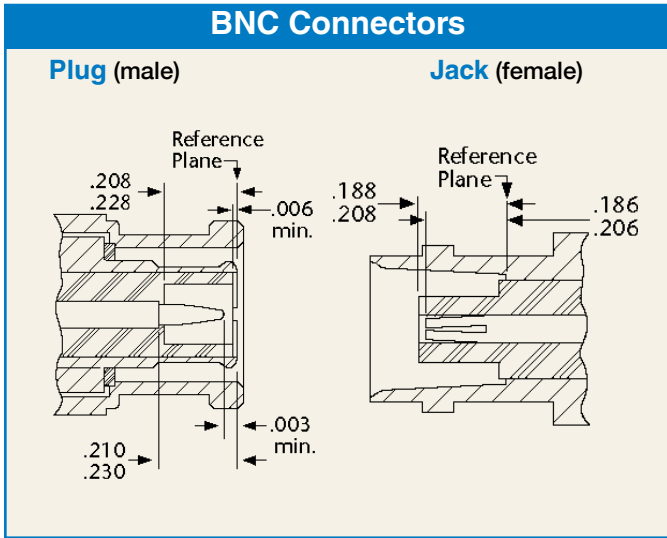 BNC Connectors
Plug (male)
Jack (female)
Reference
Plane
.208
.228
.006
min.
.003
min.
.210
.230
Reference
Plane
.188
.208
.186
.206